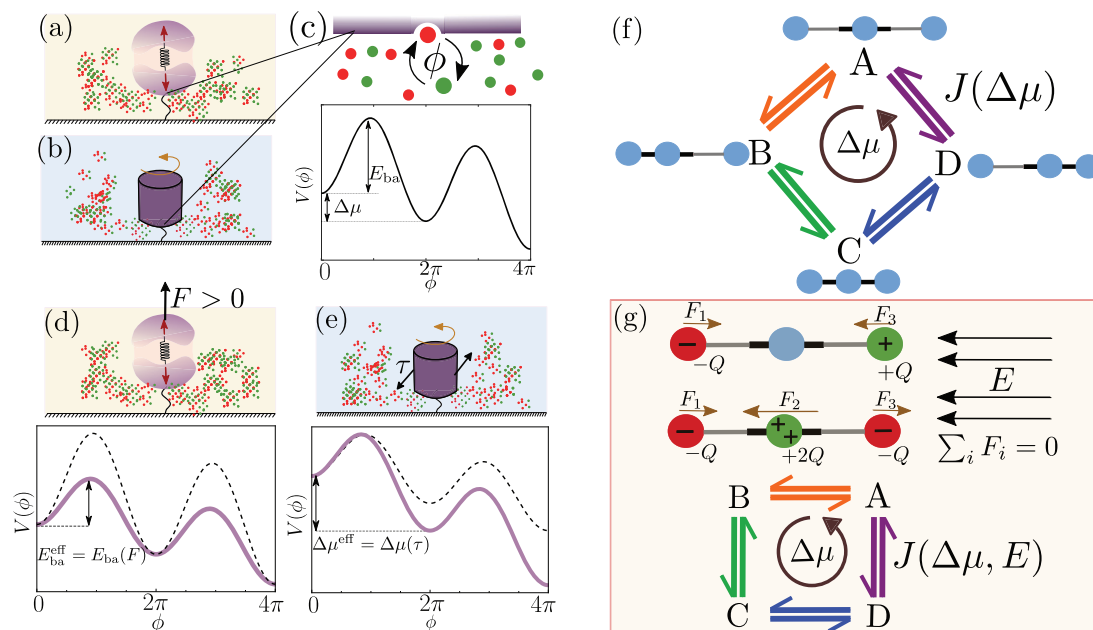 (a)
(b)
(c)
ϕ
V(ϕ)
E_ba
Δμ
0
2π
4π
ϕ
F > 0
(d)
V(ϕ)
E_ba^eff = E_ba(F)
0
2π
4π
ϕ
(e)
τ
V(ϕ)
Δμ^eff = Δμ(τ)
0
2π
4π
ϕ
(f)
A
J(Δμ)
B
Δμ
D
C
(g)
F_1
F_3
−
+
−Q
+Q
E
F_1
F_2
F_3
−
++
−
−Q
+2Q
−Q
∑_i F_i = 0
B
A
Δμ
J(Δμ, E)
C
D